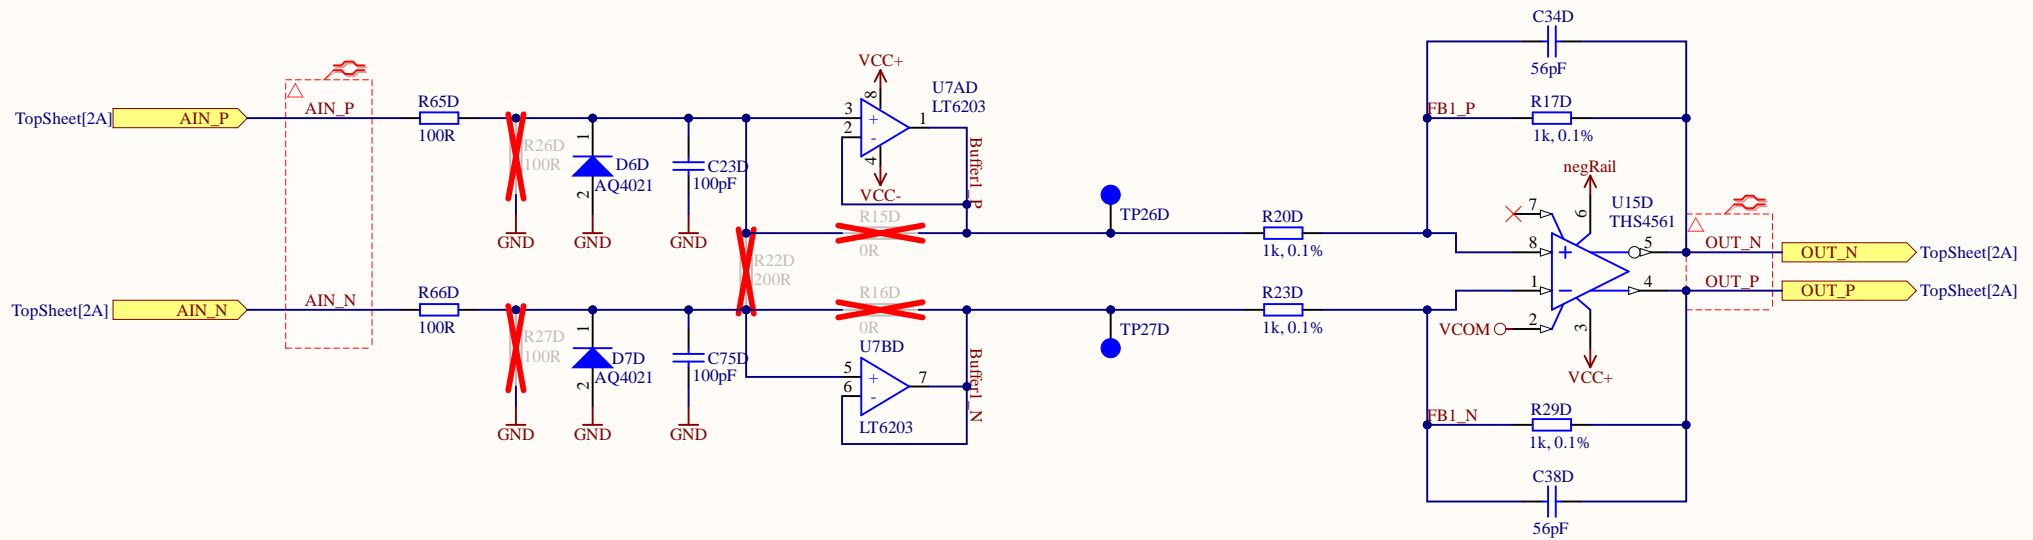 C34D
56pF
VCC+
8
U7AD
LT6203
TopSheet[2A]
AIN_P
AIN_P
R65D
100R
R26D
100R
1
2
D6D
AQ4021
C23D
100pF
3
2
+
-
1
4
VCC-
Buffer1_P
FB1_P
R17D
1k, 0.1%
GND
GND
GND
R15D
0R
TP26D
R20D
1k, 0.1%
negRail
7
6
U15D
THS4561
8
5
OUT_N
OUT_N
TopSheet[2A]
R22D
200R
TopSheet[2A]
AIN_N
AIN_N
R66D
100R
R16D
0R
R23D
1k, 0.1%
1
4
OUT_P
OUT_P
TopSheet[2A]
VCOM
2
3
VCC+
TP27D
R27D
100R
1
2
D7D
AQ4021
C75D
100pF
U7BD
5
6
+
-
7
LT6203
Buffer1_N
GND
GND
GND
FB1_N
R29D
1k, 0.1%
C38D
56pF